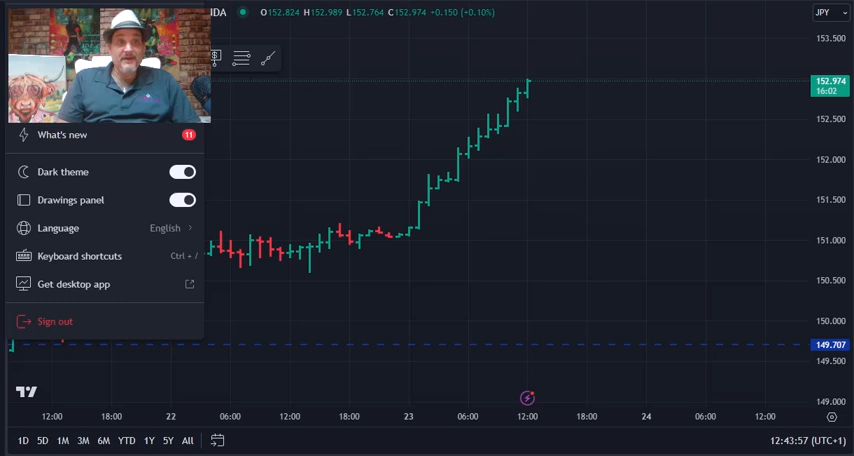 IDA O152.824 H152.989 L152.764 C152.974 +0.150 (+0.10%)
JPY
153.500
152.974
16:02
152.500
152.000
151.500
151.000
150.500
150.000
149.707
149.500
149.000
What's new 11
Dark theme
Drawings panel
Language English
Keyboard shortcuts Ctrl + /
Get desktop app
Sign out
12:00 18:00 22 06:00 12:00 18:00 23 06:00 12:00 18:00 24 06:00 12:00
1D 5D 1M 3M 6M YTD 1Y 5Y All
12:43:57 (UTC+1)